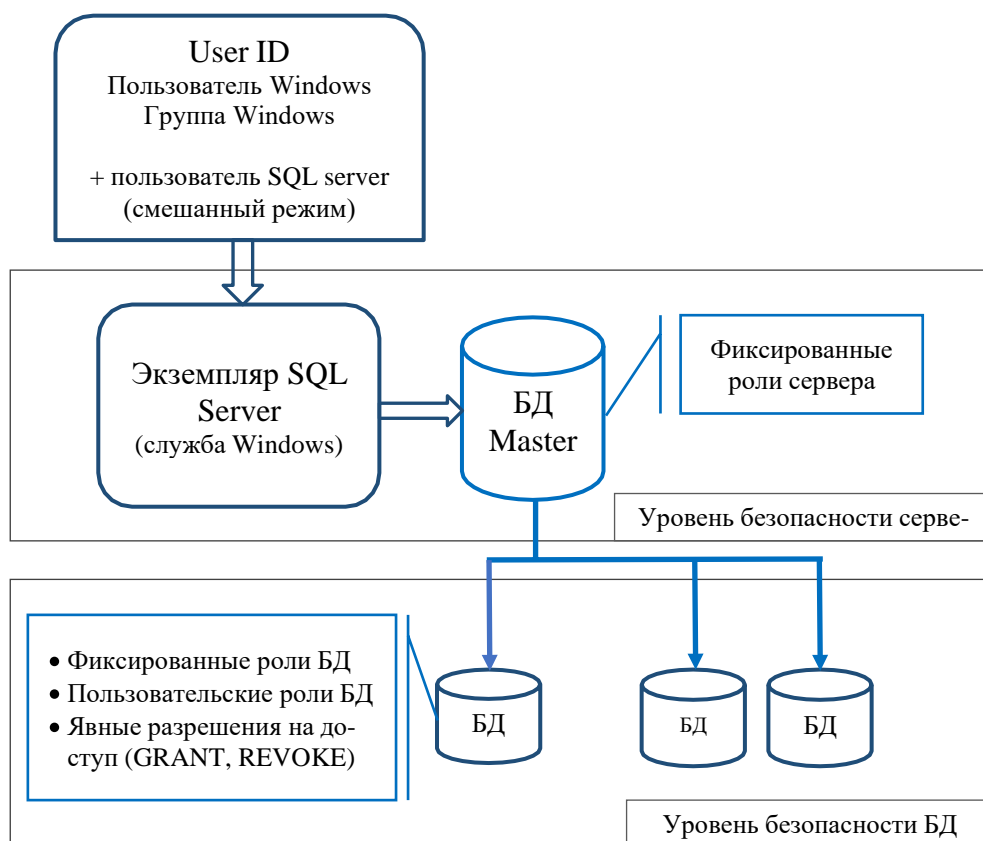 User ID
Пользователь Windows
Группа Windows
+ пользователь SQL server
(смешанный режим)
Экземпляр SQL
Server
(служба Windows)
БД
Master
Фиксированные
роли сервера
Уровень безопасности серве-
• Фиксированные роли БД
• Пользовательские роли БД
• Явные разрешения на до-
ступ (GRANT, REVOKE)
БД
БД
БД
Уровень безопасности БД